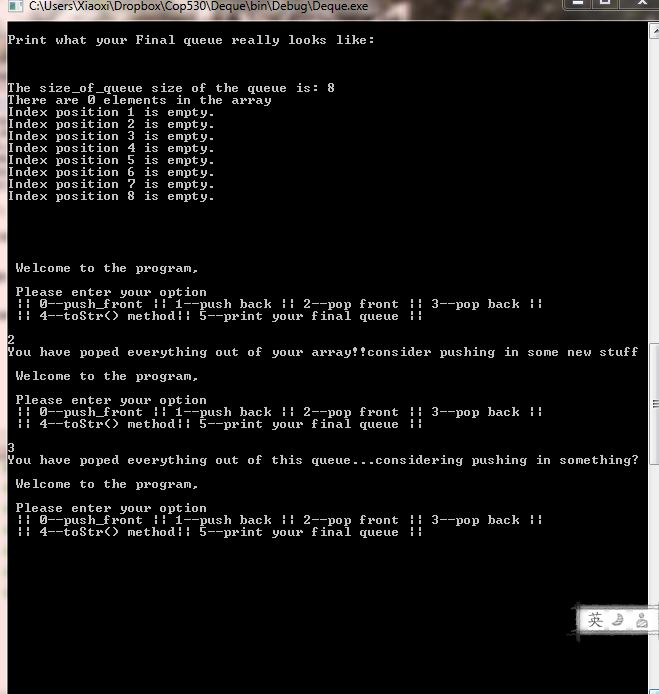 C:\Users\Xiaoxi\Dropbox\Cop530\Deque\bin\Debug\Deque.exe
Print what your Final queue really looks like:
The size_of_queue size of the queue is: 8
There are 0 elements in the array
Index position 1 is empty.
Index position 2 is empty.
Index position 3 is empty.
Index position 4 is empty.
Index position 5 is empty.
Index position 6 is empty.
Index position 7 is empty.
Index position 8 is empty.
Welcome to the program,
Please enter your option
|| 0--push_front || 1--push back || 2--pop front || 3--pop back ||
|| 4--toStr() method|| 5--print your final queue ||
2
You have poped everything out of your array!!consider pushing in some new stuff
Welcome to the program,
Please enter your option
|| 0--push_front || 1--push back || 2--pop front || 3--pop back ||
|| 4--toStr() method|| 5--print your final queue ||
3
You have poped everything out of this queue...considering pushing in something?
Welcome to the program,
Please enter your option
|| 0--push_front || 1--push back || 2--pop front || 3--pop back ||
|| 4--toStr() method|| 5--print your final queue ||
英